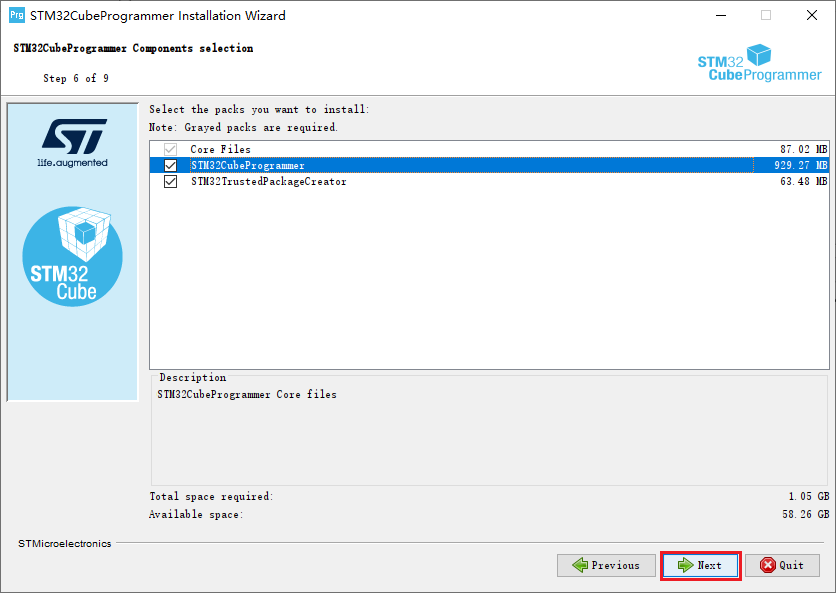 Prg STM32CubeProgrammer Installation Wizard
STM32CubeProgrammer Components selection
Step 6 of 9
STM32
CubeProgrammer
Select the packs you want to install:
Note: Grayed packs are required.
Core Files 87.02 MB
STM32CubeProgrammer 929.27 MB
STM32TrustedPackageCreator 63.48 MB
ST
life.augmented
STM32
Cube
Description
STM32CubeProgrammer Core files
Total space required: 1.05 GB
Available space: 58.26 GB
STMicroelectronics
Previous Next Quit